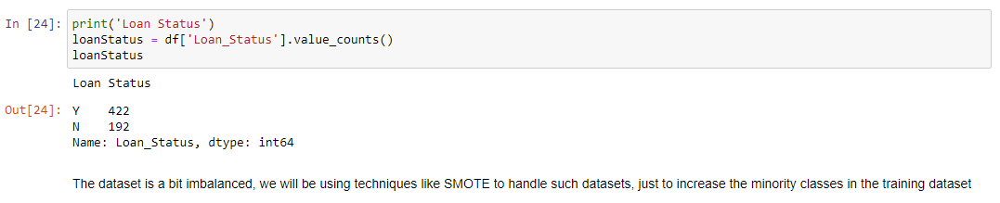 In [24]: print('Loan Status')
loanStatus = df['Loan_Status'].value_counts()
loanStatus
Loan Status
Out[24]: Y    422
N    192
Name: Loan_Status, dtype: int64
The dataset is a bit imbalanced, we will be using techniques like SMOTE to handle such datasets, just to increase the minority classes in the training dataset